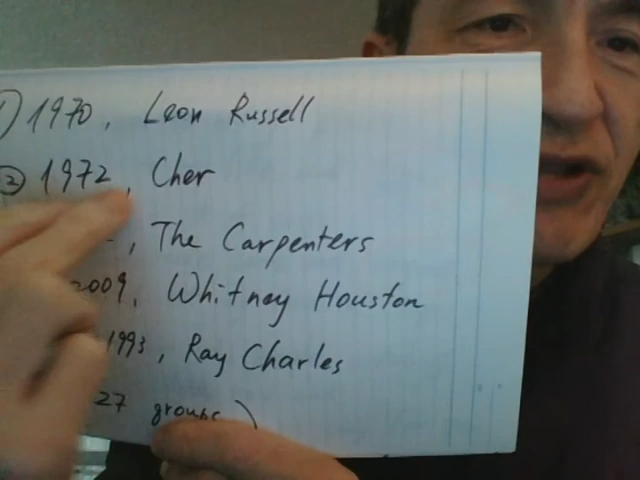 1) 1970, Leon Russell
② 1972, Cher
, The Carpenters
2009, Whitney Houston
1993, Ray Charles
27 groups)